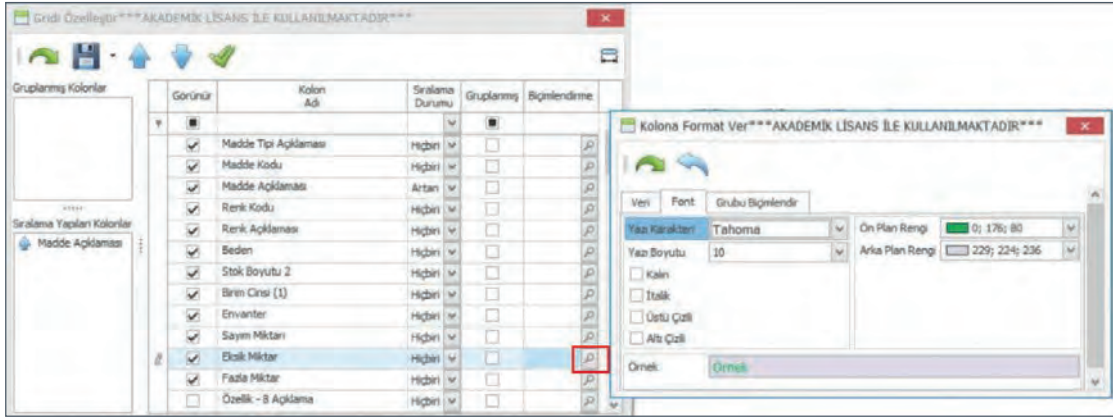 Gridi Özelleştir***AKADEMİK LİSANS İLE KULLANILMAKTADIR***
Gruplanmış Kolonlar
Görünür Kolon Adı Sıralama Durumu Gruplanmış Biçimlendirme
Madde Tipi Açıklaması Hiçbiri
Madde Kodu Hiçbiri
Madde Açıklaması Artan
Renk Kodu Hiçbiri
Renk Açıklaması Hiçbiri
Beden Hiçbiri
Stok Boyutu 2 Hiçbiri
Birim Cinsi (1) Hiçbiri
Envanter Hiçbiri
Sayım Miktarı Hiçbiri
Eksik Miktar Hiçbiri
Fazla Miktar Hiçbiri
Özellik - 8 Açıklama Hiçbiri
Sıralama Yapılan Kolonlar
Madde Açıklaması
Kolona Format Ver***AKADEMİK LİSANS İLE KULLANILMAKTADIR***
Veri Font Grubu Biçimlendir
Yazı Karakteri Tahoma Ön Plan Rengi 0; 176; 80
Yazı Boyutu 10 Arka Plan Rengi 229; 224; 236
Kalın
İtalik
Üstü Çizili
Altı Çizili
Örnek Örnek